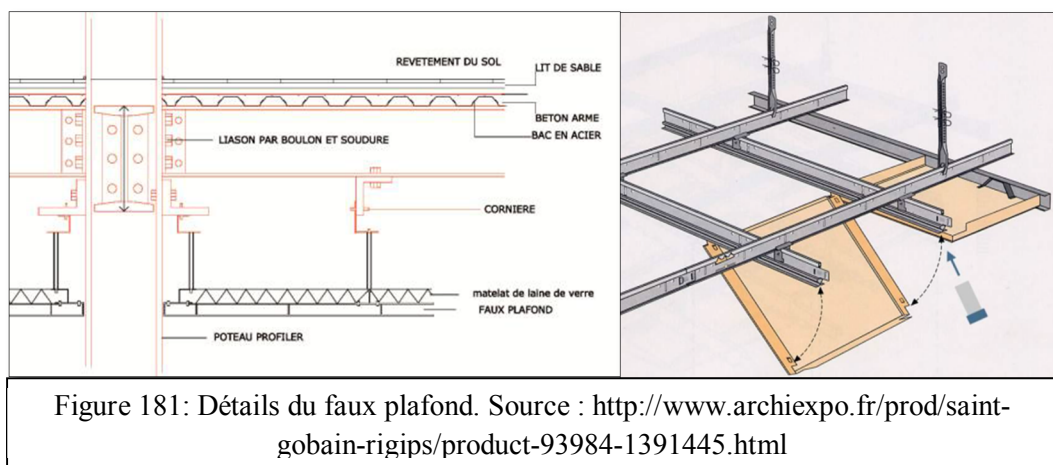 REVETEMENT DU SOL
LIT DE SABLE
BETON ARME
BAC EN ACIER
LIASON PAR BOULON ET SOUDURE
CORNIERE
matelat de laine de verre
FAUX PLAFOND
POTEAU PROFILER
Figure 181: Détails du faux plafond. Source : http://www.archiexpo.fr/prod/saint-
gobain-rigips/product-93984-1391445.html